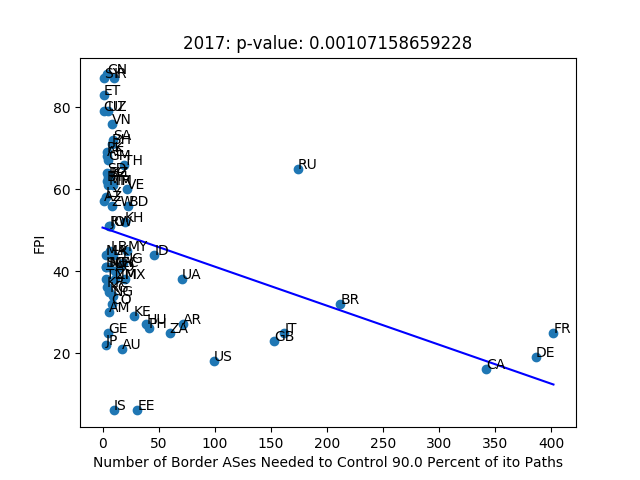 2017: p-value: 0.00107158659228
FPI
80
60
40
20
CN
ET
UZ
VN
SA
TH
VE
BD
KH
RU
MY
ID
UA
MX
BR
CO
AM
KE
HU
PH
AR
ZA
GE
JP
AU
IT
GB
US
FR
DE
CA
IS
EE
0
50
100
150
200
250
300
350
400
Number of Border ASes Needed to Control 90.0 Percent of ito Paths